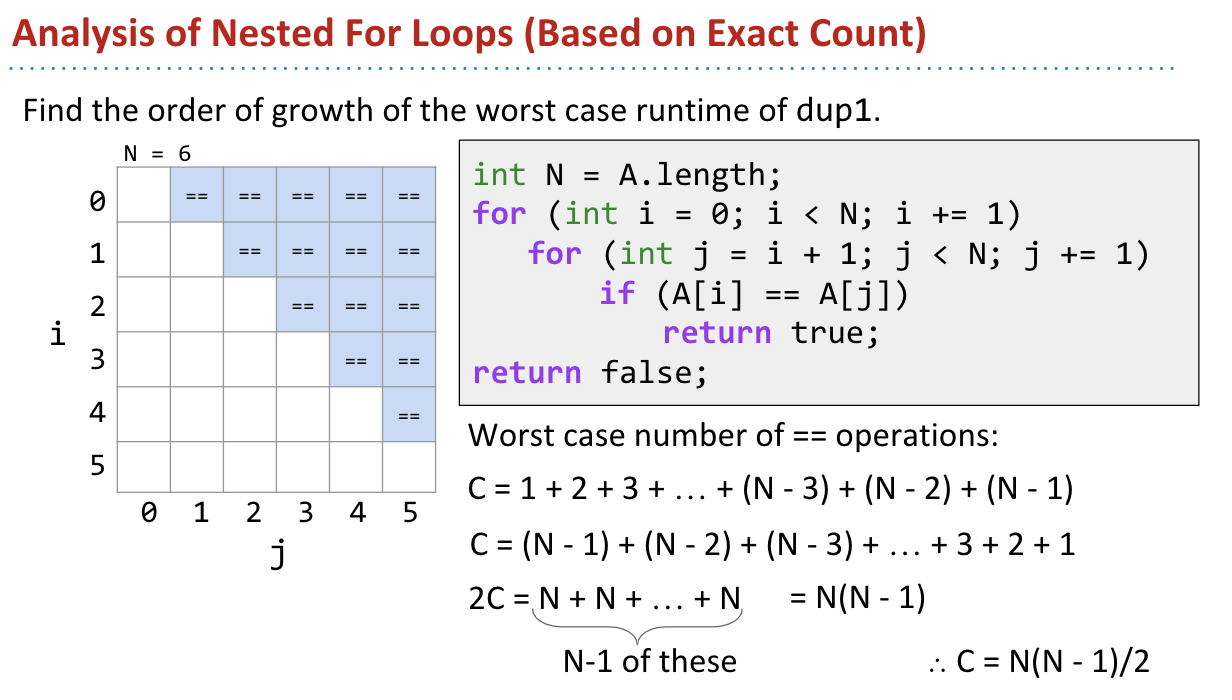 Analysis of Nested For Loops (Based on Exact Count)
Find the order of growth of the worst case runtime of dup1.
N = 6
0 == == == == ==
1 == == == ==
2 == == ==
i
3 == ==
4 ==
5
0 1 2 3 4 5
j
int N = A.length;
for (int i = 0; i < N; i += 1)
for (int j = i + 1; j < N; j += 1)
if (A[i] == A[j])
return true;
return false;
Worst case number of == operations:
C = 1 + 2 + 3 + … + (N - 3) + (N - 2) + (N - 1)
C = (N - 1) + (N - 2) + (N - 3) + … + 3 + 2 + 1
2C = N + N + … + N = N(N - 1)
N-1 of these
∴ C = N(N - 1)/2